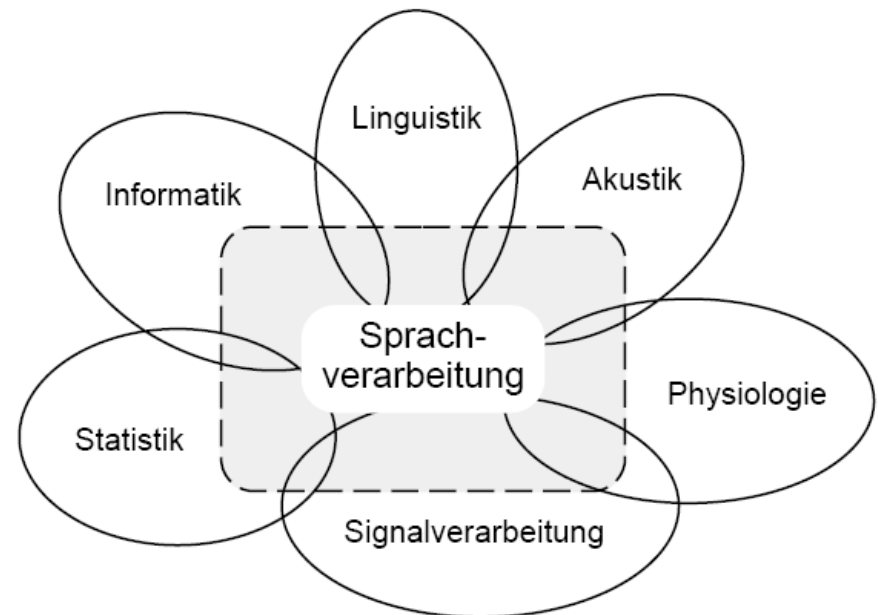 Linguistik
Akustik
Informatik
Sprach-
verarbeitung
Physiologie
Statistik
Signalverarbeitung